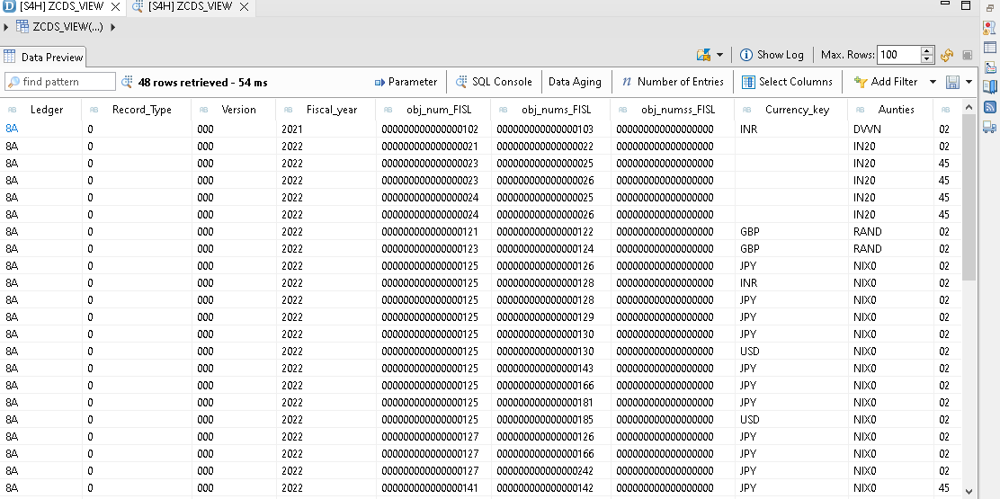 [S4H] ZCDS_VIEW [S4H] ZCDS_VIEW
ZCDS_VIEW(...)
Data Preview Show Log Max. Rows: 100
find pattern 48 rows retrieved - 54 ms Parameter SQL Console Data Aging Number of Entries Select Columns Add Filter
Ledger Record_Type Version Fiscal_year obj_num_FISL obj_nums_FISL obj_numss_FISL Currency_key Aunties
8A 0 000 2021 000000000000000102 000000000000000103 000000000000000000 INR DWN 02
8A 0 000 2022 000000000000000021 000000000000000022 000000000000000000 IN20 02
8A 0 000 2022 000000000000000023 000000000000000025 000000000000000000 IN20 45
8A 0 000 2022 000000000000000023 000000000000000026 000000000000000000 IN20 45
8A 0 000 2022 000000000000000024 000000000000000025 000000000000000000 IN20 45
8A 0 000 2022 000000000000000024 000000000000000026 000000000000000000 IN20 45
8A 0 000 2022 000000000000000121 000000000000000122 000000000000000000 GBP RAND 02
8A 0 000 2022 000000000000000123 000000000000000124 000000000000000000 GBP RAND 02
8A 0 000 2022 000000000000000125 000000000000000126 000000000000000000 JPY NIX0 02
8A 0 000 2022 000000000000000125 000000000000000128 000000000000000000 INR NIX0 02
8A 0 000 2022 000000000000000125 000000000000000128 000000000000000000 JPY NIX0 02
8A 0 000 2022 000000000000000125 000000000000000129 000000000000000000 JPY NIX0 02
8A 0 000 2022 000000000000000125 000000000000000130 000000000000000000 JPY NIX0 02
8A 0 000 2022 000000000000000125 000000000000000130 000000000000000000 USD NIX0 02
8A 0 000 2022 000000000000000125 000000000000000143 000000000000000000 JPY NIX0 02
8A 0 000 2022 000000000000000125 000000000000000166 000000000000000000 JPY NIX0 02
8A 0 000 2022 000000000000000125 000000000000000181 000000000000000000 JPY NIX0 02
8A 0 000 2022 000000000000000125 000000000000000185 000000000000000000 USD NIX0 02
8A 0 000 2022 000000000000000127 000000000000000126 000000000000000000 JPY NIX0 02
8A 0 000 2022 000000000000000127 000000000000000166 000000000000000000 JPY NIX0 02
8A 0 000 2022 000000000000000127 000000000000000242 000000000000000000 JPY NIX0 02
8A 0 000 2022 000000000000000141 000000000000000142 000000000000000000 JPY NIX0 45